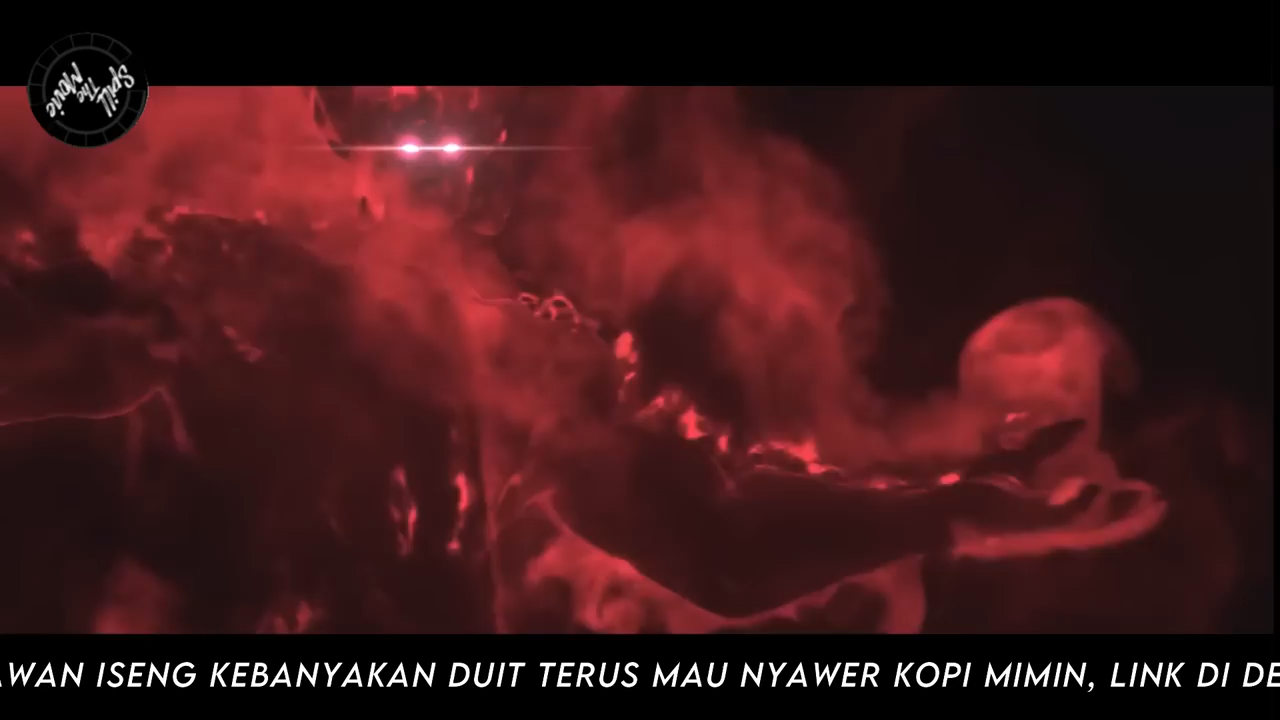 Spill
The
Movie
AWAN ISENG KEBANYAKAN DUIT TERUS MAU NYAWER KOPI MIMIN, LINK DI DE